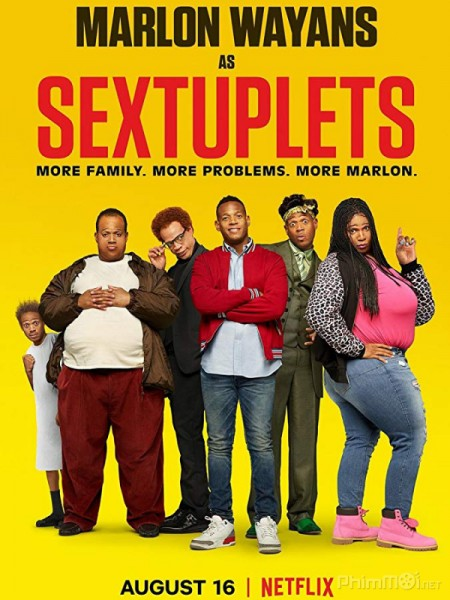 MARLON WAYANS
AS
SEXTUPLETS
MORE FAMILY. MORE PROBLEMS. MORE MARLON.
AUGUST 16 | NETFLIX
PhimMoi.net